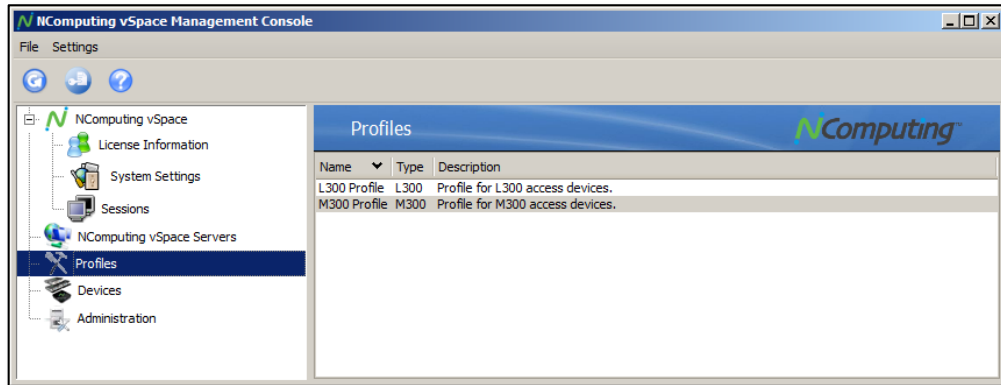 NComputing vSpace Management Console
File Settings
NComputing vSpace
License Information
System Settings
Sessions
NComputing vSpace Servers
Profiles
Devices
Administration
Profiles
NComputing™
Name Type Description
L300 Profile L300 Profile for L300 access devices.
M300 Profile M300 Profile for M300 access devices.